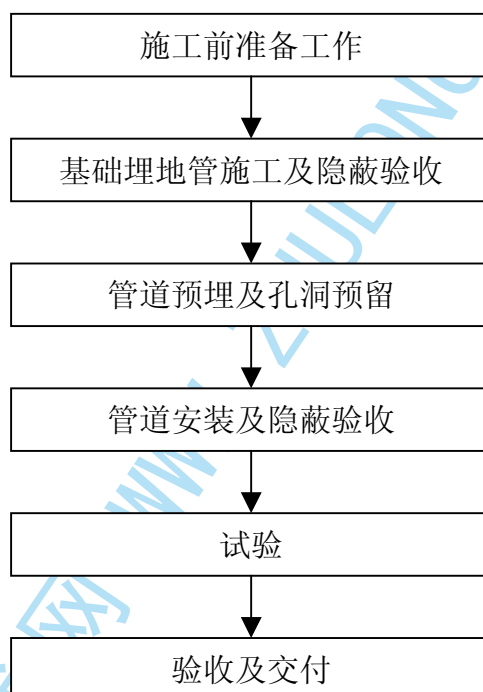 施工前准备工作
基础埋地管施工及隐蔽验收
管道预埋及孔洞预留
管道安装及隐蔽验收
试验
验收及交付